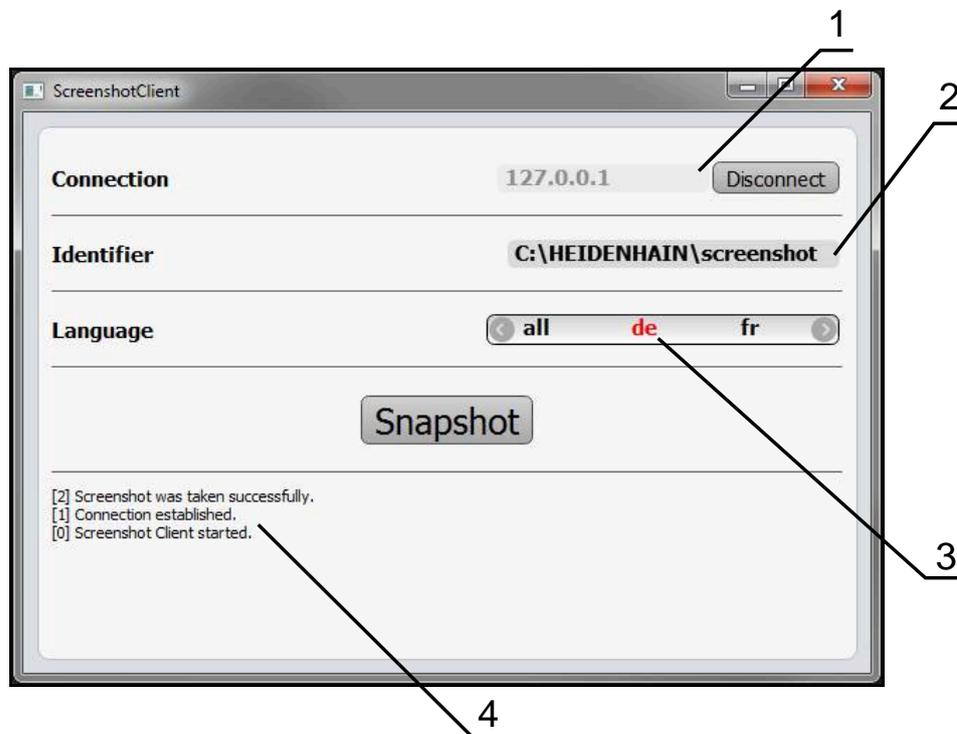 1
ScreenshotClient
2
Connection 127.0.0.1 Disconnect
Identifier C:\HEIDENHAIN\screenshot
Language all de fr
Snapshot
[2] Screenshot was taken successfully.
[1] Connection established.
[0] Screenshot Client started.
3
4